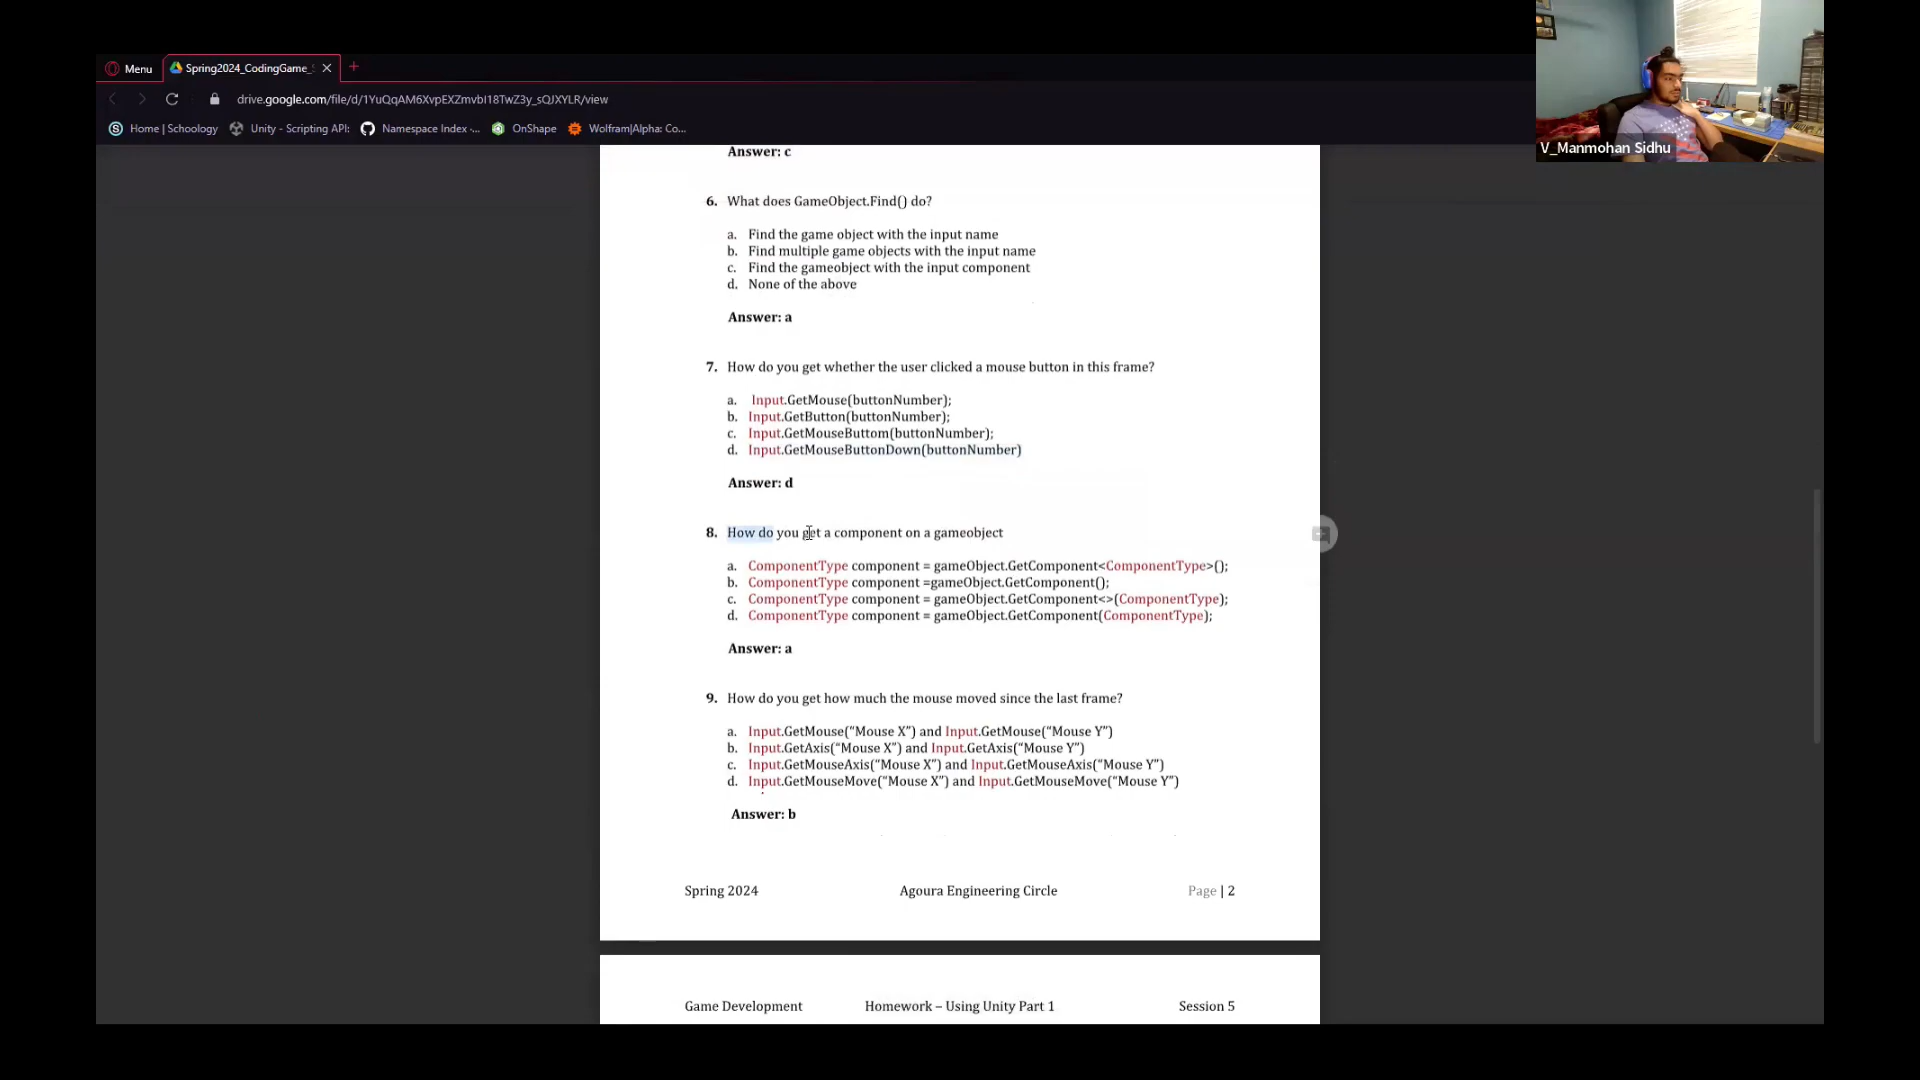 V_Manmohan Sidhu
Menu
Spring2024_CodingGame_
drive.google.com/file/d/1YuQqAM6XvpEXZmvbI18TwZ3y_sQJXYLR/view
Home | Schoology
Unity - Scripting API:
Namespace Index -...
OnShape
Wolfram|Alpha: Co...
Answer: c
6. What does GameObject.Find() do?
a. Find the game object with the input name
b. Find multiple game objects with the input name
c. Find the gameobject with the input component
d. None of the above
Answer: a
7. How do you get whether the user clicked a mouse button in this frame?
a. Input.GetMouse(buttonNumber);
b. Input.GetButton(buttonNumber);
c. Input.GetMouseButtom(buttonNumber);
d. Input.GetMouseButtonDown(buttonNumber)
Answer: d
8. How do you get a component on a gameobject
a. ComponentType component = gameObject.GetComponent<ComponentType>();
b. ComponentType component =gameObject.GetComponent();
c. ComponentType component = gameObject.GetComponent<>(ComponentType);
d. ComponentType component = gameObject.GetComponent(ComponentType);
Answer: a
9. How do you get how much the mouse moved since the last frame?
a. Input.GetMouse(“Mouse X”) and Input.GetMouse(“Mouse Y”)
b. Input.GetAxis(“Mouse X”) and Input.GetAxis(“Mouse Y”)
c. Input.GetMouseAxis(“Mouse X”) and Input.GetMouseAxis(“Mouse Y”)
d. Input.GetMouseMove(“Mouse X”) and Input.GetMouseMove(“Mouse Y”)
Answer: b
Spring 2024 Agoura Engineering Circle Page | 2
Game Development Homework – Using Unity Part 1 Session 5